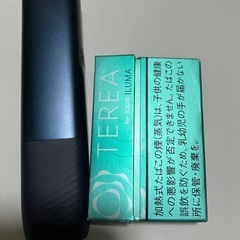 TEREA
for SCALE ILUMA
加熱式たばこの煙(蒸気)は、子供の健康
への悪影響が否定できません。たばこの
誤飲を防ぐため、乳幼児の手が届かない
所に保管・廃棄を。